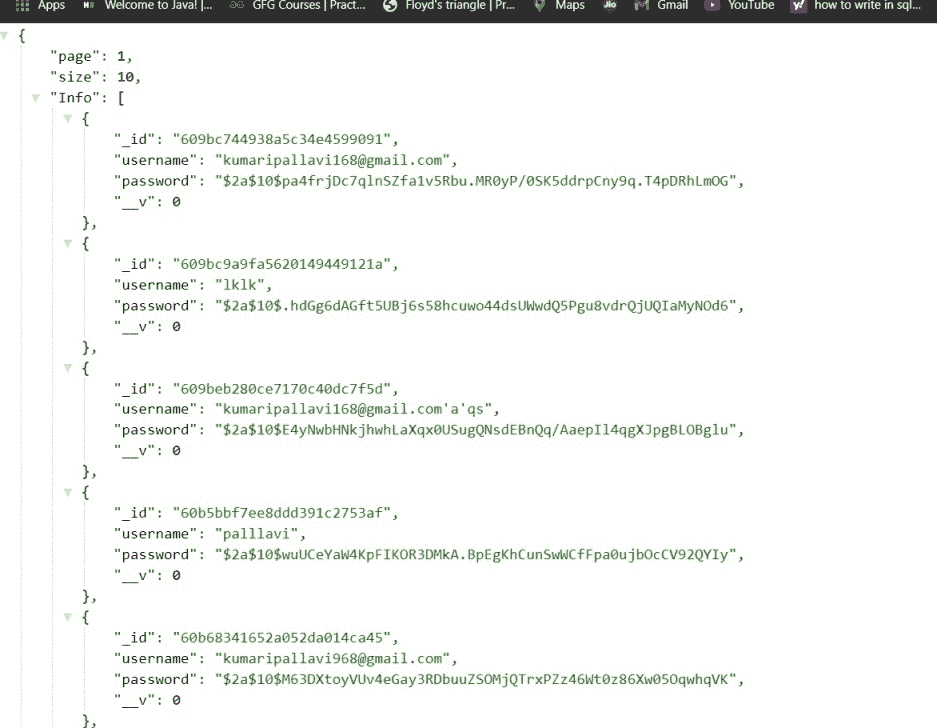 Apps Welcome to Java! |... GFG Courses | Pract... Floyd's triangle | Pr... Maps Jio Gmail YouTube how to write in sql...
{
"page": 1,
"size": 10,
"Info": [
{
"_id": "609bc744938a5c34e4599091",
"username": "kumaripallavi168@gmail.com",
"password": "$2a$10$pa4frjDc7qlnSZfa1v5Rbu.MR0yP/0SK5ddrpCny9q.T4pDRhLmOG",
"__v": 0
},
{
"_id": "609bc9a9fa5620149449121a",
"username": "lklk",
"password": "$2a$10$.hdGg6dAGft5UBj6s58hcuwo44dsUWwdQ5Pgu8vdrQjUQIaMyNOd6",
"__v": 0
},
{
"_id": "609beb280ce7170c40dc7f5d",
"username": "kumaripallavi168@gmail.com'a'qs",
"password": "$2a$10$E4yNwbHNkjhwhLaXqx0USugQNsdEBnQq/AaepIl4qgXJpgBLOBglu",
"__v": 0
},
{
"_id": "60b5bbf7ee8ddd391c2753af",
"username": "palllavi",
"password": "$2a$10$wuUCeYaW4KpFIKOR3DMkA.BpEgKhCunSwWCfFpa0ujbOcCV92QYIy",
"__v": 0
},
{
"_id": "60b68341652a052da014ca45",
"username": "kumaripallavi968@gmail.com",
"password": "$2a$10$M63DXtoyVUv4eGay3RDbuuZSOMjQTrxPZz46Wt0z86Xw05OqwhqVK",
"__v": 0
},